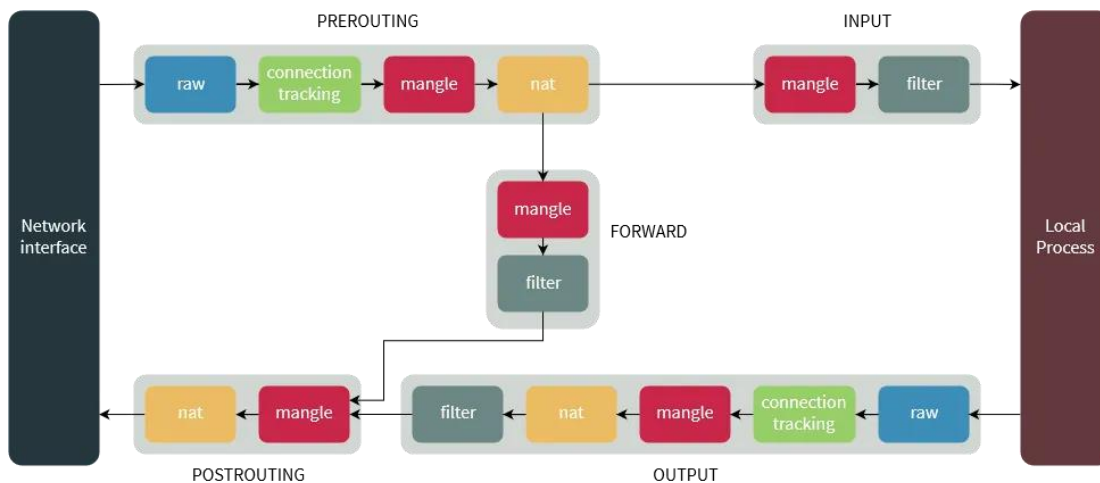 PREROUTING
INPUT
raw
connection
tracking
mangle
nat
mangle
filter
Network
interface
mangle
FORWARD
filter
Local
Process
nat
mangle
filter
nat
mangle
connection
tracking
raw
POSTROUTING
OUTPUT